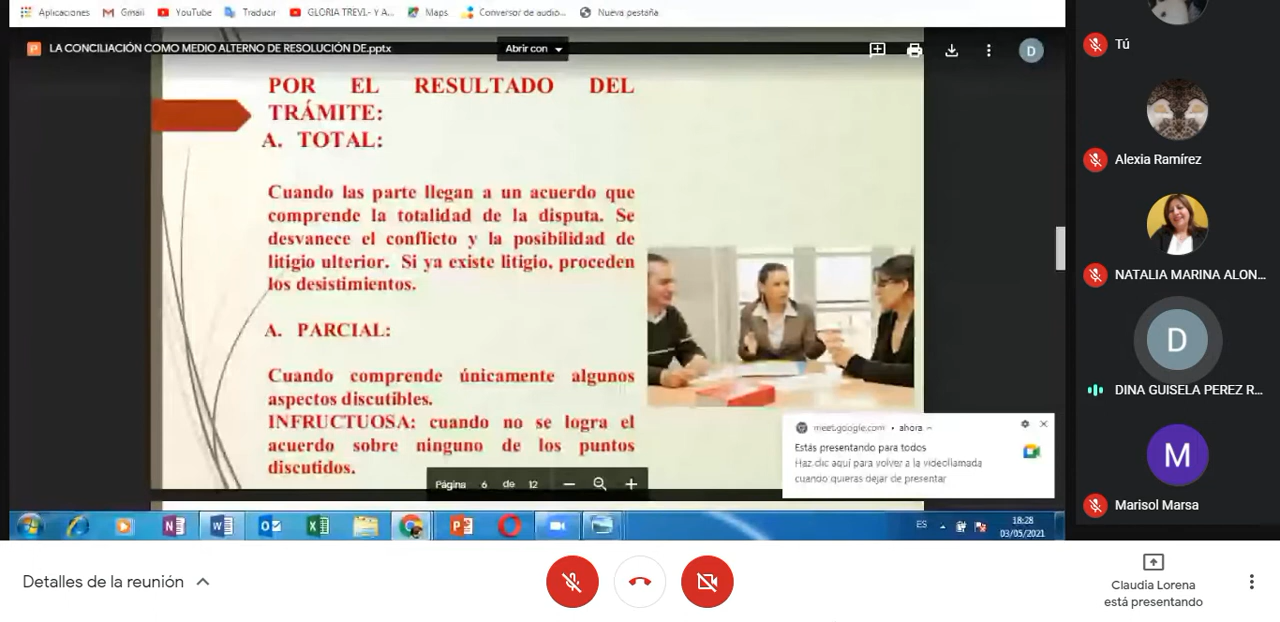 Aplicaciones
Gmail
YouTube
Traducir
GLORIA TREVI.- Y A...
Maps
Conversor de audio...
Nueva pestaña
LA CONCILIACIÓN COMO MEDIO ALTERNO DE RESOLUCIÓN DE.pptx
Abrir con
D
POR EL RESULTADO DEL
TRÁMITE:
A. TOTAL:
Cuando las parte llegan a un acuerdo que
comprende la totalidad de la disputa. Se
desvanece el conflicto y la posibilidad de
litigio ulterior. Si ya existe litigio, proceden
los desistimientos.
A. PARCIAL:
Cuando comprende únicamente algunos
aspectos discutibles.
INFRUCTUOSA: cuando no se logra el
acuerdo sobre ninguno de los puntos
discutidos.
Página 6 de 12
meet.google.com • ahora
Estás presentando para todos
Haz clic aquí para volver a la videollamada
cuando quieras dejar de presentar
ES
18:28
03/05/2021
Tú
Alexia Ramírez
NATALIA MARINA ALON...
D
DINA GUISELA PEREZ R...
M
Marisol Marsa
Detalles de la reunión
Claudia Lorena
está presentando